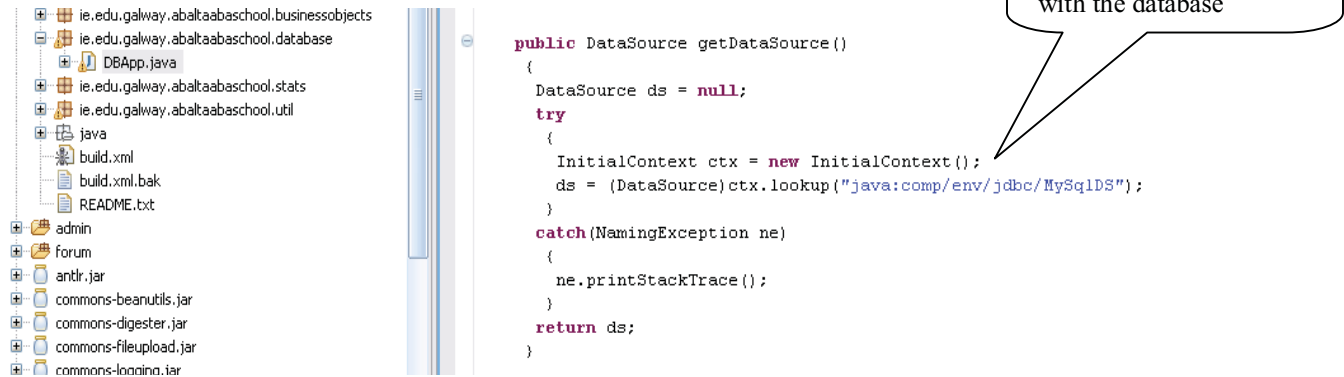 ie.edu.galway.abaltaabaschool.businessobjects
ie.edu.galway.abaltaabaschool.database
DBApp.java
ie.edu.galway.abaltaabaschool.stats
ie.edu.galway.abaltaabaschool.util
java
build.xml
build.xml.bak
README.txt
admin
forum
antlr.jar
commons-beanutils.jar
commons-digester.jar
commons-fileupload.jar
commons-logging.jar
with the database
public DataSource getDataSource()
{
DataSource ds = null;
try
{
InitialContext ctx = new InitialContext();
ds = (DataSource)ctx.lookup("java:comp/env/jdbc/MySqlDS");
}
catch(NamingException ne)
{
ne.printStackTrace();
}
return ds;
}